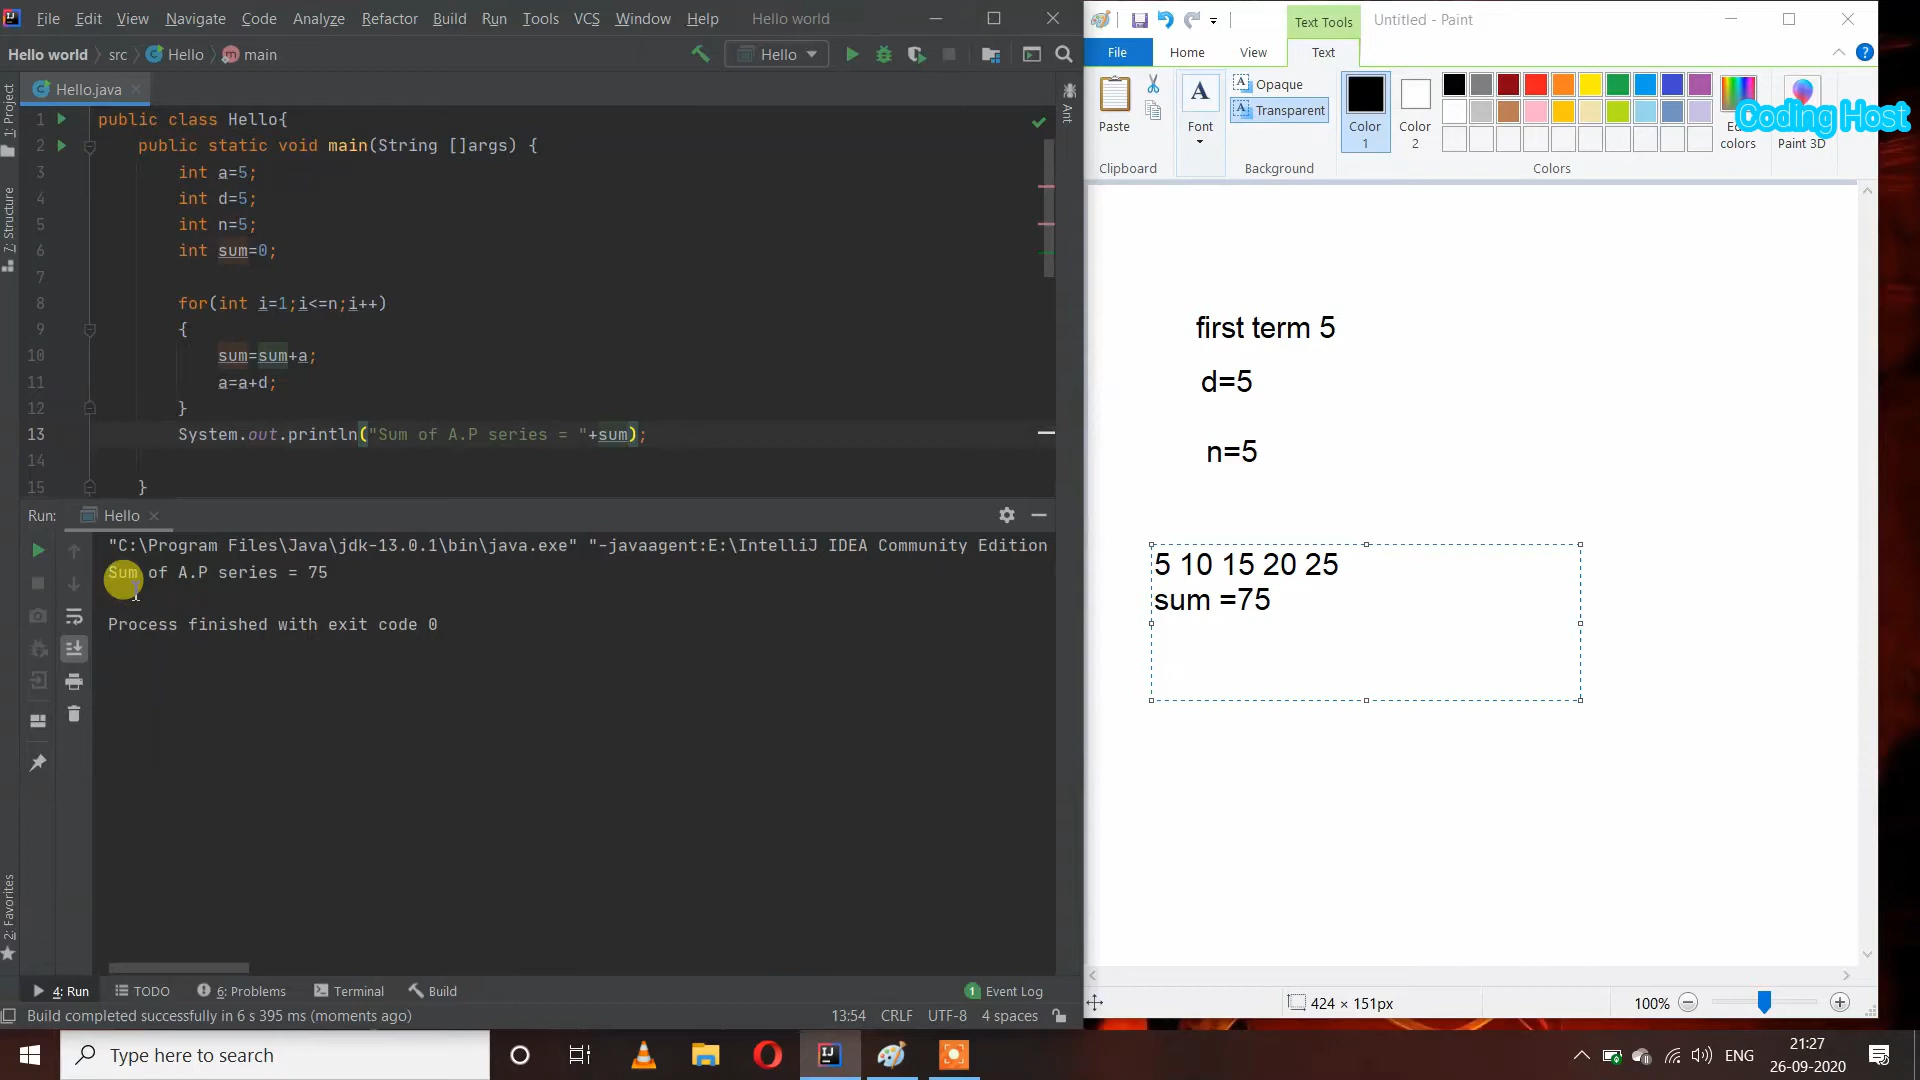 File Edit View Navigate Code Analyze Refactor Build Run Tools VCS Window Help Hello world
Hello world src Hello main Hello
Hello.java
1 public class Hello{
2 public static void main(String []args) {
3 int a=5;
4 int d=5;
5 int n=5;
6 int sum=0;
7
8 for(int i=1;i<=n;i++)
9 {
10 sum=sum+a;
11 a=a+d;
12 }
13 System.out.println("Sum of A.P series = "+sum);
14
15 }
1: Project
7: Structure
2: Favorites
Ant
Run: Hello
"C:\Program Files\Java\jdk-13.0.1\bin\java.exe" "-javaagent:E:\IntelliJ IDEA Community Edition
Sum of A.P series = 75
Process finished with exit code 0
4: Run TODO 6: Problems Terminal Build 1 Event Log
Build completed successfully in 6 s 395 ms (moments ago) 13:54 CRLF UTF-8 4 spaces
Text Tools Untitled - Paint
File Home View Text
Paste
Clipboard
Font
Opaque
Transparent
Background
Color 1
Color 2
Colors
colors
Paint 3D
Coding Host
first term 5
d=5
n=5
5 10 15 20 25
sum =75
424 × 151px 100%
Type here to search
ENG
21:27
26-09-2020